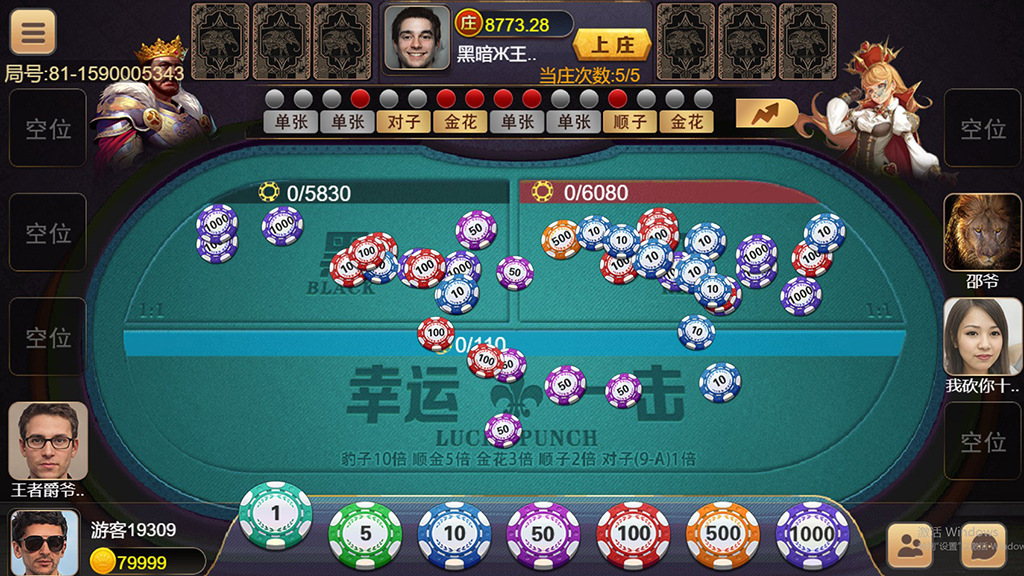 庄 8773.28
黑暗水王..
上庄
当庄次数:5/5
局号:81-1590005343
空位
单张 单张 对子 金花 单张 单张 顺子 金花
空位
0/5830
0/6080
空位
空位
BLACK
1:1
1:1
邵爷
0/110
幸运一击
LUCKY PUNCH
豹子10倍 顺金5倍 金花3倍 顺子2倍 对子(9-A)1倍
我砍你十..
空位
王者爵爷..
游客19309
79999
1 5 10 50 100 500 1000